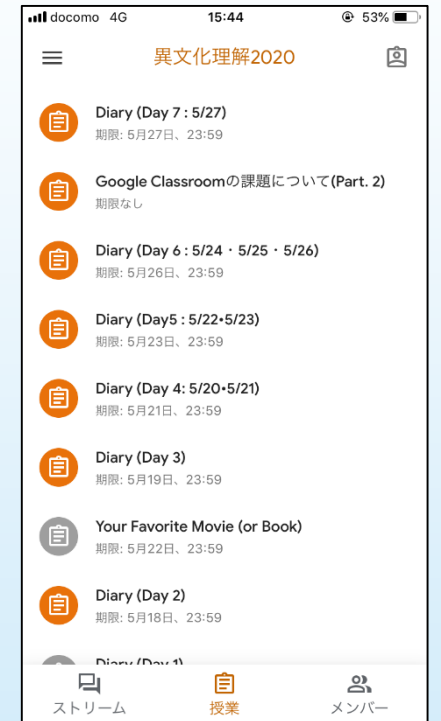 docomo 4G 15:44 53%
異文化理解2020
Diary (Day 7 : 5/27)
期限: 5月27日、23:59
Google Classroomの課題について(Part. 2)
期限なし
Diary (Day 6 : 5/24・5/25・5/26)
期限: 5月26日、23:59
Diary (Day5 : 5/22•5/23)
期限: 5月23日、23:59
Diary (Day 4: 5/20•5/21)
期限: 5月21日、23:59
Diary (Day 3)
期限: 5月19日、23:59
Your Favorite Movie (or Book)
期限: 5月22日、23:59
Diary (Day 2)
期限: 5月18日、23:59
Diary (Day 1)
ストリーム 授業 メンバー